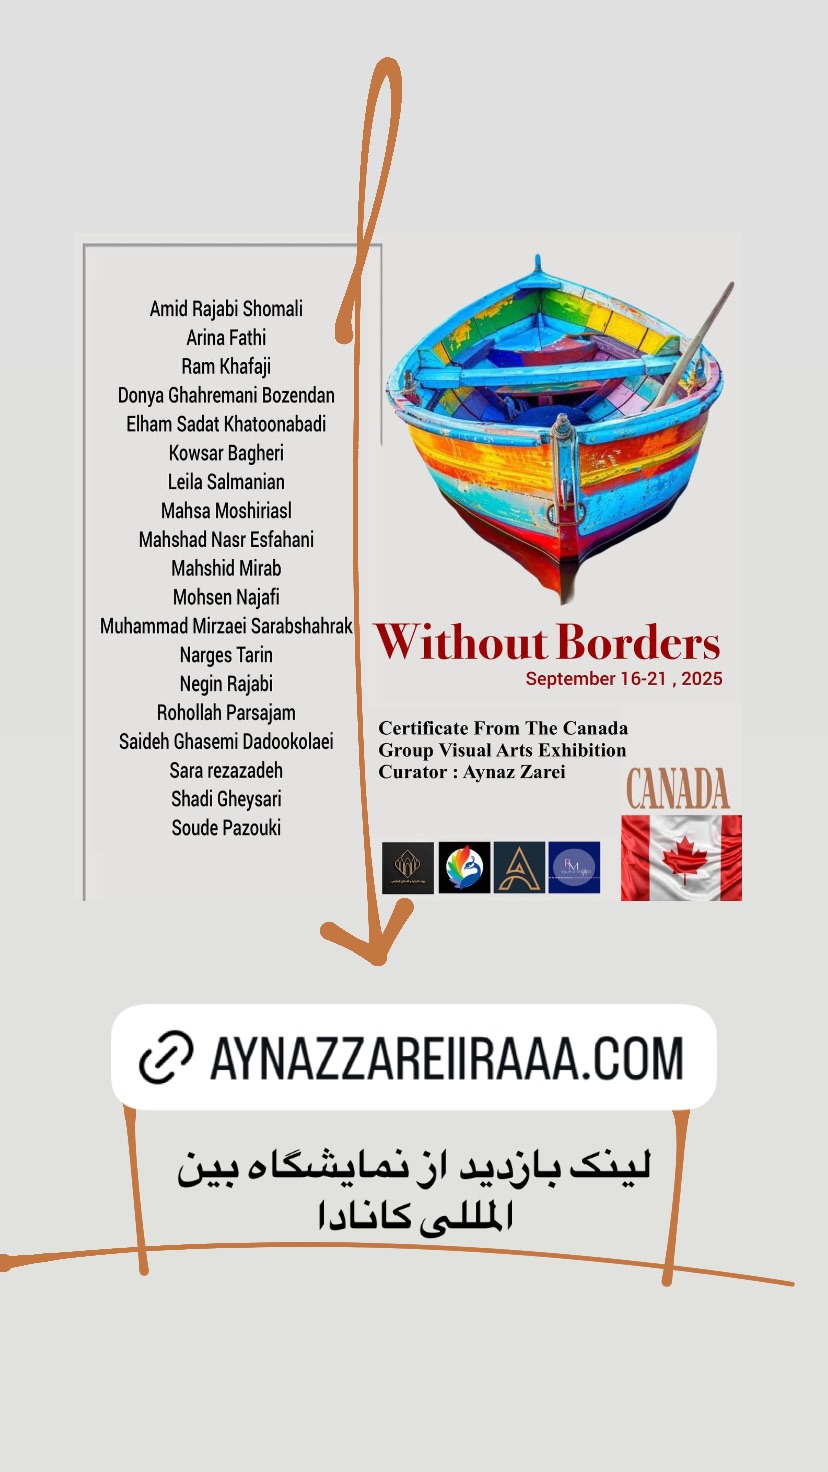 Amid Rajabi Shomali
Arina Fathi
Ram Khafaji
Donya Ghahremani Bozendan
Elham Sadat Khatoonabadi
Kowsar Bagheri
Leila Salmanian
Mahsa Moshiriasl
Mahshad Nasr Esfahani
Mahshid Mirab
Mohsen Najafi
Muhammad Mirzaei Sarabshahrak
Narges Tarin
Negin Rajabi
Rohollah Parsajam
Saideh Ghasemi Dadookolaei
Sara rezazadeh
Shadi Gheysari
Soude Pazouki
Without Borders
September 16-21 , 2025
Certificate From The Canada
Group Visual Arts Exhibition
Curator : Aynaz Zarei
CANADA
AYNAZZAREIIRAAA.COM
لینک بازدید از نمایشگاه بین
المللی کانادا